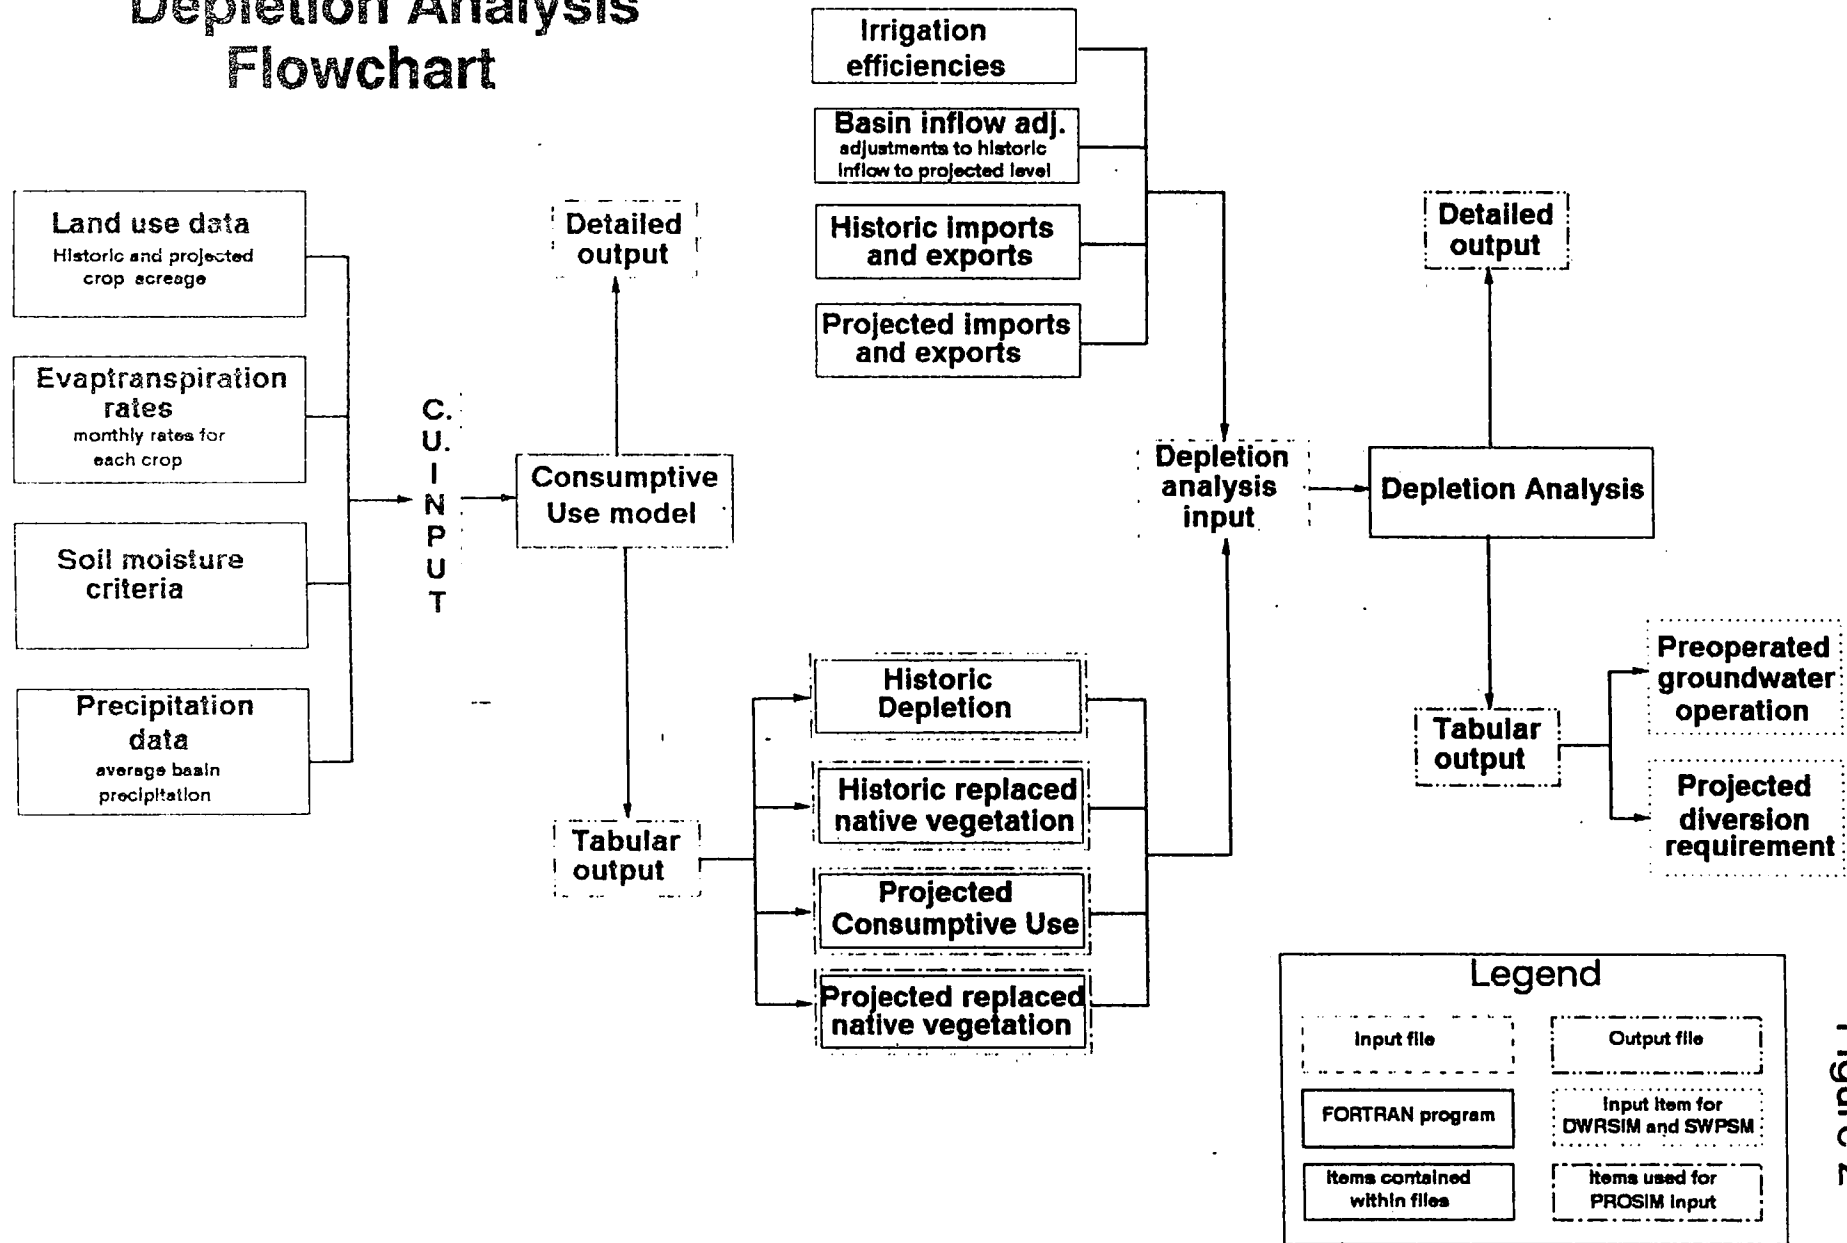 Depletion Analysis
Flowchart
Land use data
Historic and projected
crop acreage
Evaptranspiration
rates
monthly rates for
each crop
Soil moisture
criteria
Precipitation
data
average basin
precipitation
C.
U.
I
N
P
U
T
Detailed
output
Consumptive
Use model
Tabular
output
Irrigation
efficiencies
Basin inflow adj.
adjustments to historic
inflow to projected level
Historic imports
and exports
Projected imports
and exports
Historic
Depletion
Historic replaced
native vegetation
Projected
Consumptive Use
Projected replaced
native vegetation
Depletion
analysis
input
Detailed
output
Depletion Analysis
Tabular
output
Preoperated
groundwater
operation
Projected
diversion
requirement
Legend
Input file
Output file
FORTRAN program
Input item for
DWRSIM and SWPSM
Items contained
within files
Items used for
PROSIM input
Figure 2